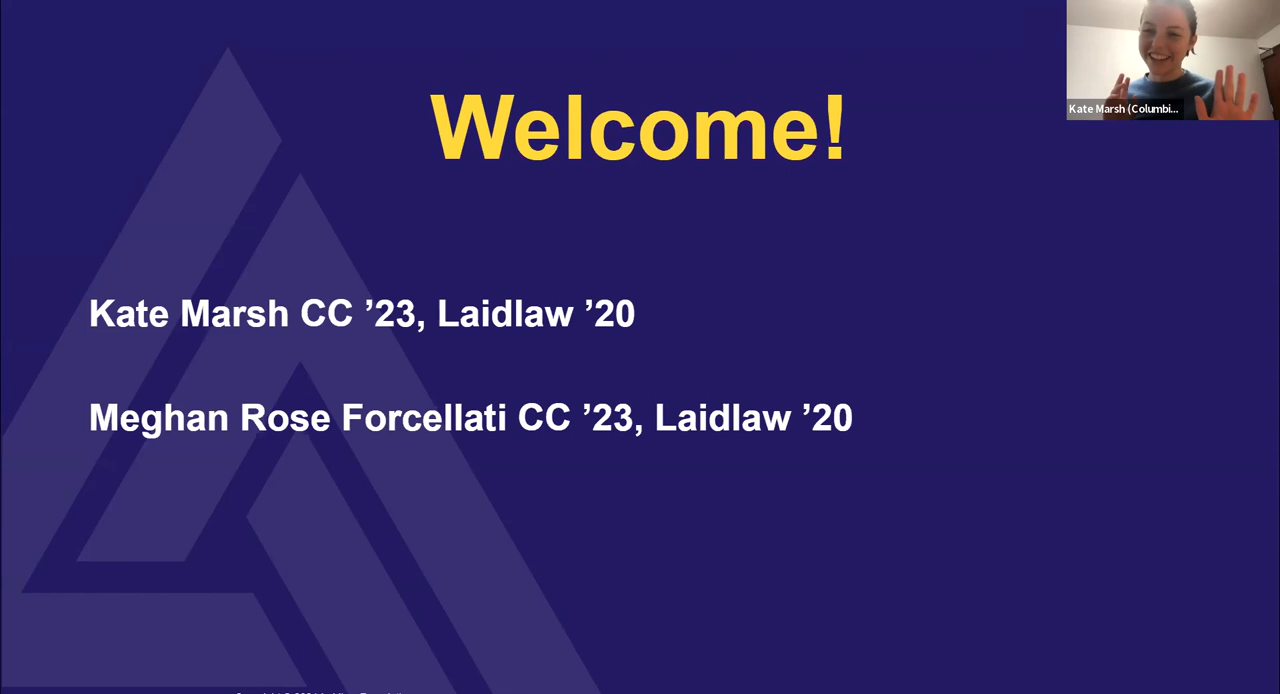 Welcome!
Kate Marsh (Columbi...
Kate Marsh CC ’23, Laidlaw ’20
Meghan Rose Forcellati CC ’23, Laidlaw ’20